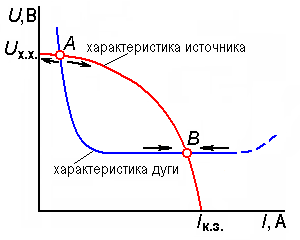 U, В
Uх.х.
A
характеристика источника
B
характеристика дуги
Iк.з.
I, А